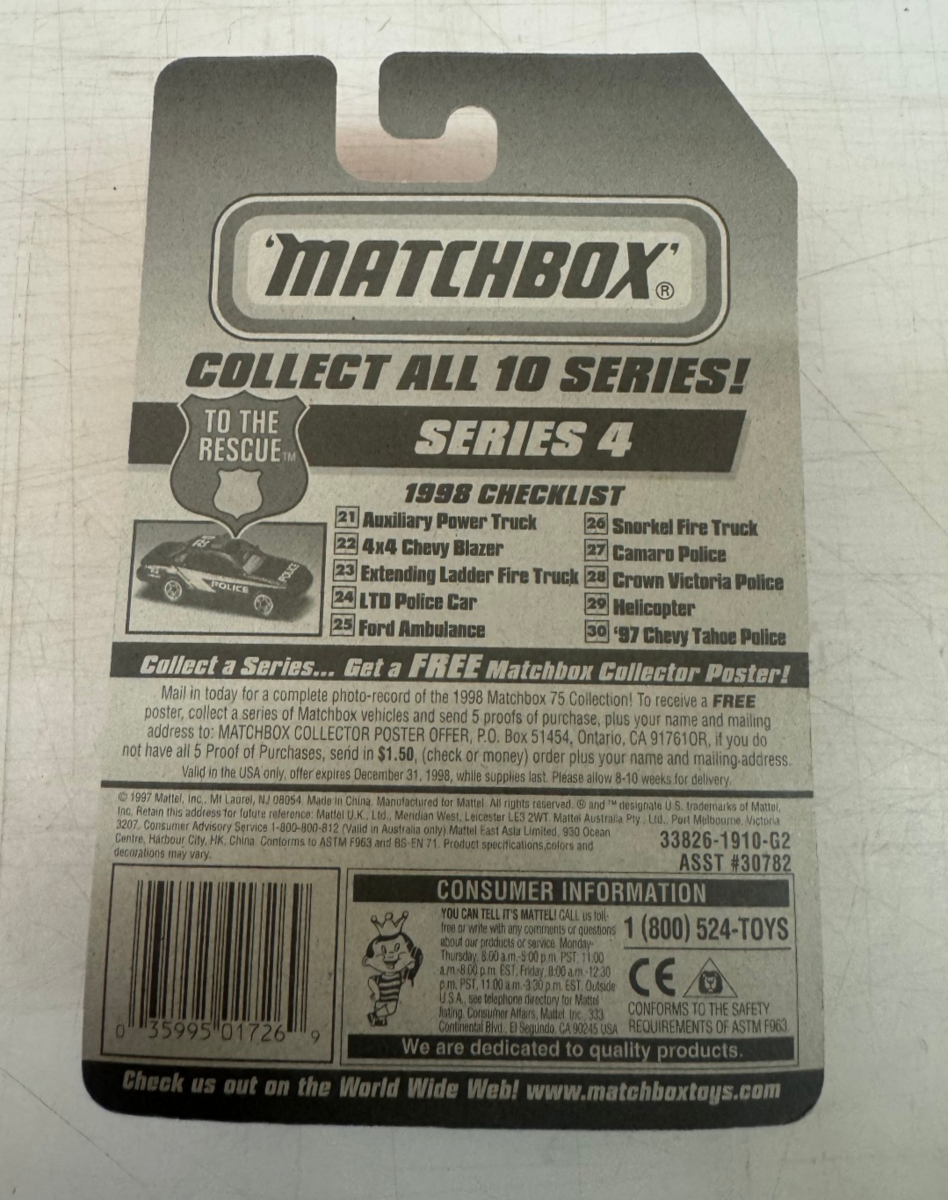 'MATCHBOX'®
COLLECT ALL 10 SERIES!
TO THE
RESCUE™
SERIES 4
1998 CHECKLIST
21 Auxiliary Power Truck
22 4x4 Chevy Blazer
23 Extending Ladder Fire Truck
24 LTD Police Car
25 Ford Ambulance
26 Snorkel Fire Truck
27 Camaro Police
28 Crown Victoria Police
29 Helicopter
30 '97 Chevy Tahoe Police
POLICE
POLICE
Collect a Series... Get a FREE Matchbox Collector Poster!
Mail in today for a complete photo-record of the 1998 Matchbox 75 Collection! To receive a FREE
poster, collect a series of Matchbox vehicles and send 5 proofs of purchase, plus your name and mailing
address to: MATCHBOX COLLECTOR POSTER OFFER, P.O. Box 51454, Ontario, CA 91761OR, if you do
not have all 5 Proof of Purchases, send in $1.50, (check or money) order plus your name and mailing-address.
Valid in the USA only, offer expires December 31, 1998, while supplies last. Please allow 8-10 weeks for delivery.
© 1997 Mattel, Inc., Mt Laurel, NJ 08054. Made in China. Manufactured for Mattel. All rights reserved. ® and ™ designate U.S. trademarks of Mattel,
Inc. Retain this address for future reference: Mattel U.K., Ltd., Meridian West, Leicester LE3 2WT. Mattel Australia Pty., Ltd., Port Melbourne, Victoria
3207. Consumer Advisory Service 1-800-800-812 (Valid in Australia only) Mattel East Asia Limited, 930 Ocean
Centre, Harbour City, HK, China. Conforms to ASTM F963 and BS-EN 71. Product specifications,colors and
decorations may vary.
33826-1910-G2
ASST #30782
0 35995 01726 9
CONSUMER INFORMATION
YOU CAN TELL IT'S MATTEL! CALL us toll-
free or write with any comments or questions
about our products or service. Monday-
Thursday, 8:00 a.m.-5:00 p.m. PST, 11:00
a.m.-8:00 p.m. EST, Friday, 8:00 a.m.-12:30
p.m. PST, 11:00 a.m.-3:30 p.m. EST. Outside
U.S.A., see telephone directory for Mattel
listing. Consumer Affairs, Mattel, Inc., 333
Continental Blvd., El Segundo, CA 90245 USA
1 (800) 524-TOYS
CE
CONFORMS TO THE SAFETY
REQUIREMENTS OF ASTM F963
We are dedicated to quality products.
Check us out on the World Wide Web! www.matchboxtoys.com